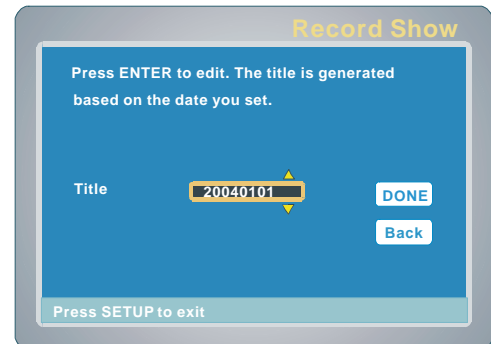 Record Show
Press ENTER to edit. The title is generated
based on the date you set.
Title
20040101
DONE
Back
Press SETUP to exit